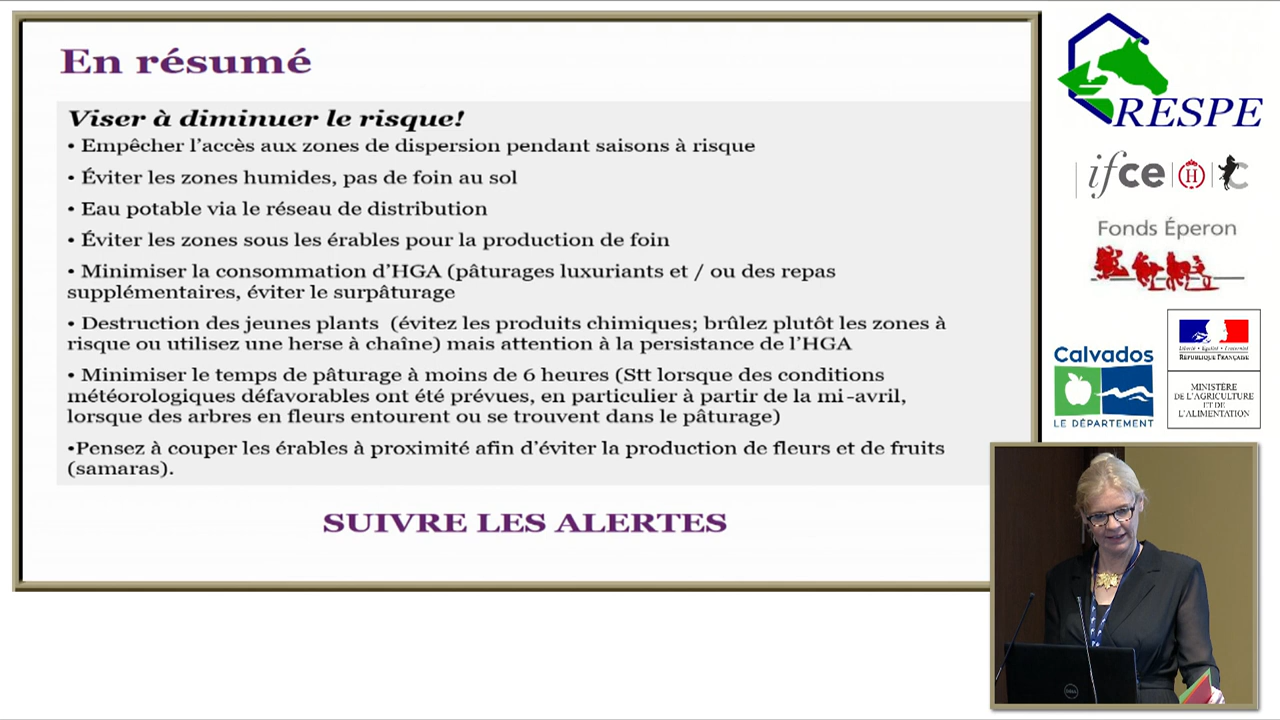 En résumé
Viser à diminuer le risque!
• Empêcher l'accès aux zones de dispersion pendant saisons à risque
• Éviter les zones humides, pas de foin au sol
• Eau potable via le réseau de distribution
• Éviter les zones sous les érables pour la production de foin
• Minimiser la consommation d'HGA (pâturages luxuriants et / ou des repas
supplémentaires, éviter le surpâturage
• Destruction des jeunes plants (évitez les produits chimiques; brûlez plutôt les zones à
risque ou utilisez une herse à chaîne) mais attention à la persistance de l'HGA
• Minimiser le temps de pâturage à moins de 6 heures (Stt lorsque des conditions
météorologiques défavorables ont été prévues, en particulier à partir de la mi-avril,
lorsque des arbres en fleurs entourent ou se trouvent dans le pâturage)
•Pensez à couper les érables à proximité afin d'éviter la production de fleurs et de fruits
(samaras).
SUIVRE LES ALERTES
RESPE
ifce
H
Fonds Éperon
Calvados
LE DÉPARTEMENT
Liberté • Égalité • Fraternité
RÉPUBLIQUE FRANÇAISE
MINISTÈRE
DE L'AGRICULTURE
ET DE
L'ALIMENTATION